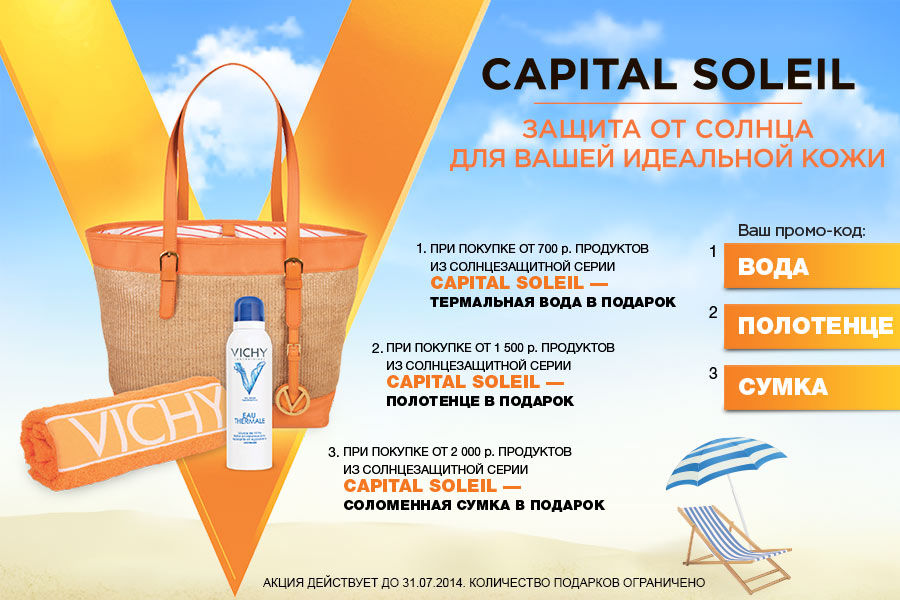 CAPITAL SOLEIL
ЗАЩИТА ОТ СОЛНЦА
ДЛЯ ВАШЕЙ ИДЕАЛЬНОЙ КОЖИ
1. ПРИ ПОКУПКЕ ОТ 700 р. ПРОДУКТОВ
ИЗ СОЛНЦЕЗАЩИТНОЙ СЕРИИ
CAPITAL SOLEIL —
ТЕРМАЛЬНАЯ ВОДА В ПОДАРОК
2. ПРИ ПОКУПКЕ ОТ 1 500 р. ПРОДУКТОВ
ИЗ СОЛНЦЕЗАЩИТНОЙ СЕРИИ
CAPITAL SOLEIL —
ПОЛОТЕНЦЕ В ПОДАРОК
3. ПРИ ПОКУПКЕ ОТ 2 000 р. ПРОДУКТОВ
ИЗ СОЛНЦЕЗАЩИТНОЙ СЕРИИ
CAPITAL SOLEIL —
СОЛОМЕННАЯ СУМКА В ПОДАРОК
Ваш промо-код:
1 ВОДА
2 ПОЛОТЕНЦЕ
3 СУМКА
VICHY
VICHY
EAU
THERMALE
АКЦИЯ ДЕЙСТВУЕТ ДО 31.07.2014. КОЛИЧЕСТВО ПОДАРКОВ ОГРАНИЧЕНО